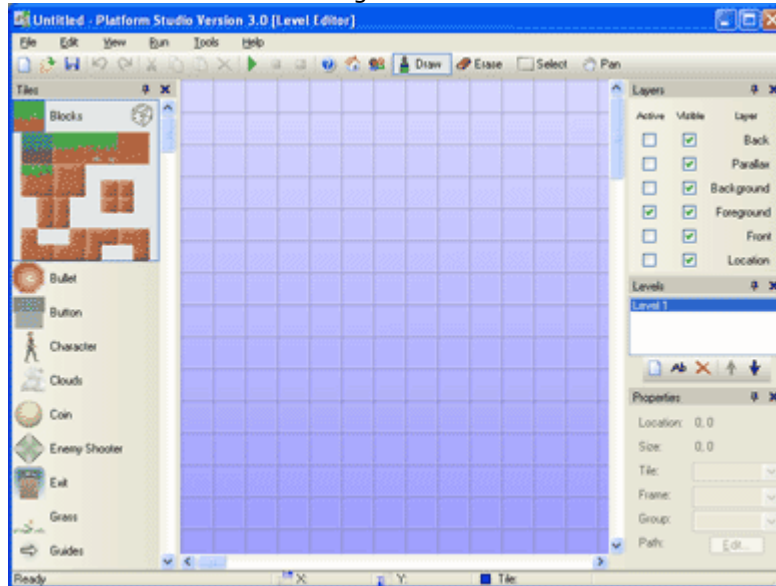 Untitled - Platform Studio Version 3.0 [Level Editor]
File Edit View Run Tools Help
Draw Erase Select Pan
Tiles
Blocks
Bullet
Button
Character
Clouds
Coin
Enemy Shooter
Exit
Grass
Guides
Layers
Active Visible Layer
Back
Parallax
Background
Foreground
Front
Location
Levels
Level 1
Ab
Properties
Location: 0, 0
Size: 0, 0
Tile:
Frame:
Group:
Path: Edit...
Ready X: Y: Tile: